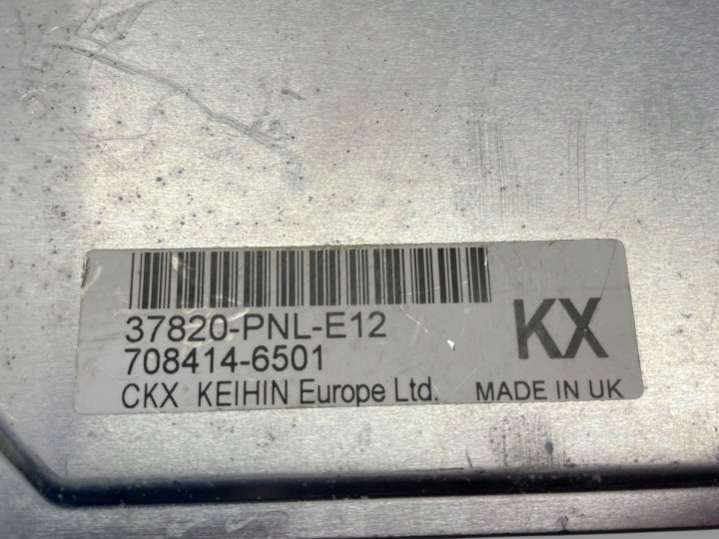 37820-PNL-E12
708414-6501
KX
CKX KEIHIN Europe Ltd. MADE IN UK